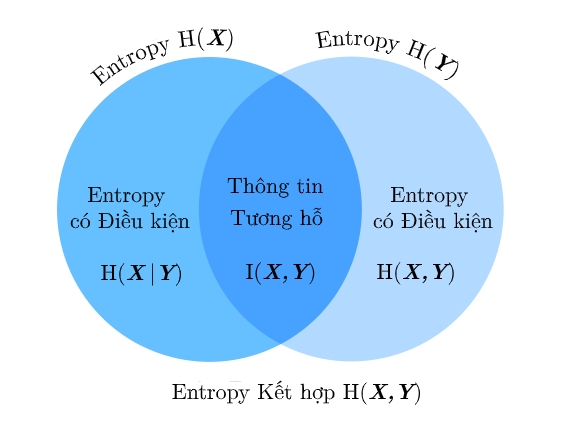 Entropy H(X)
Entropy H(Y)
Entropy
có Điều kiện
H(X | Y)
Thông tin
Tương hỗ
I(X, Y)
Entropy
có Điều kiện
H(X, Y)
Entropy Kết hợp H(X, Y)